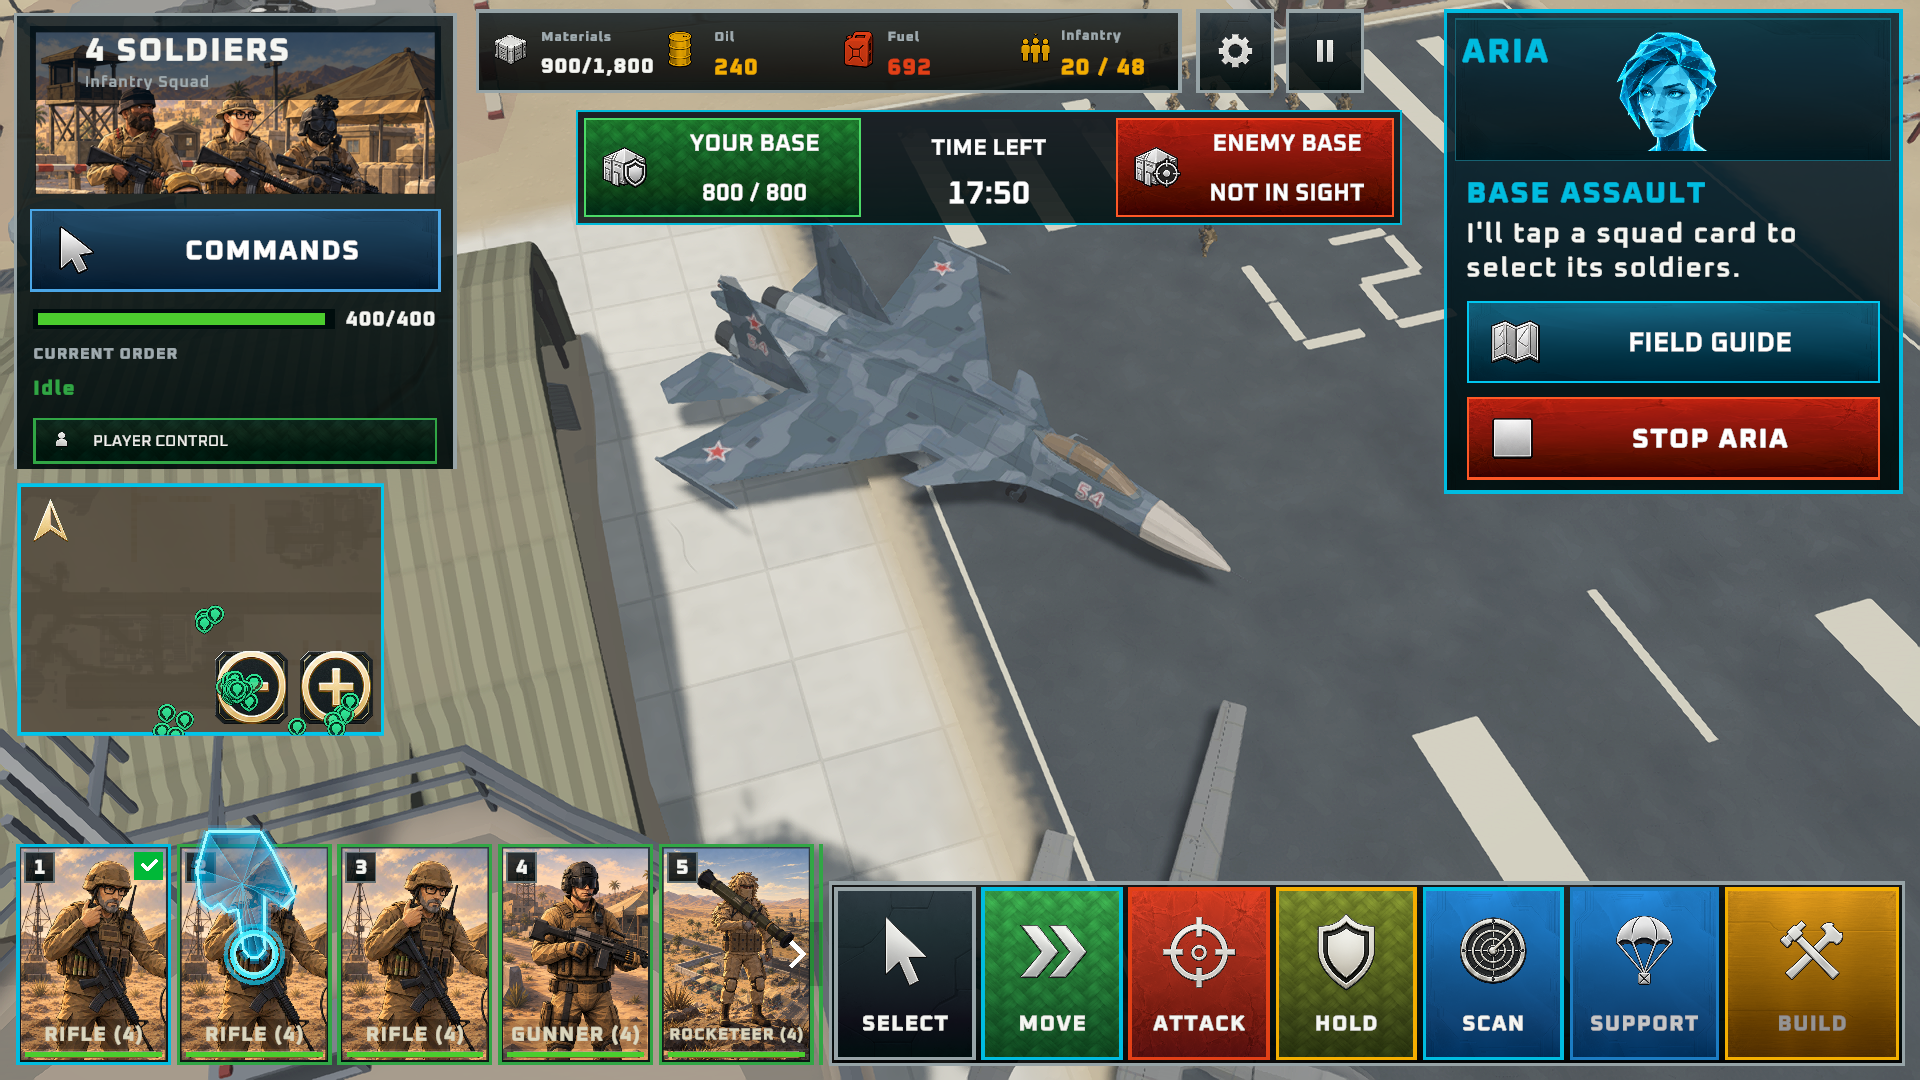 4 SOLDIERS
Infantry Squad
COMMANDS
400/400
CURRENT ORDER
Idle
PLAYER CONTROL
Materials
900/1,800
Oil
240
Fuel
692
Infantry
20 / 48
YOUR BASE
800 / 800
TIME LEFT
17:50
ENEMY BASE
NOT IN SIGHT
ARIA
BASE ASSAULT
I'll tap a squad card to
select its soldiers.
FIELD GUIDE
STOP ARIA
54
54
1
RIFLE (4)
2
RIFLE (4)
3
RIFLE (4)
4
GUNNER (4)
5
ROCKETEER (4)
SELECT
MOVE
ATTACK
HOLD
SCAN
SUPPORT
BUILD